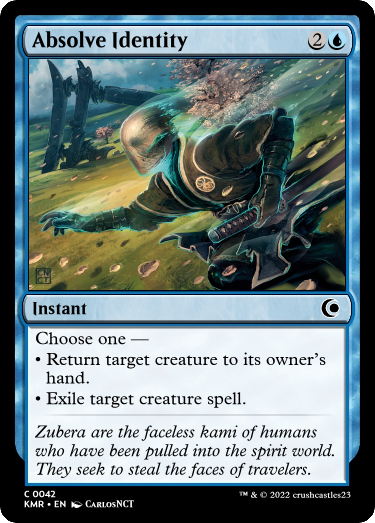 Absolve Identity 2
Instant
Choose one —
• Return target creature to its owner's
hand.
• Exile target creature spell.
Zubera are the faceless kami of humans
who have been pulled into the spirit world.
They seek to steal the faces of travelers.
C 0042
KMR • EN CarlosNCT
™ & © 2022 crushcastles23